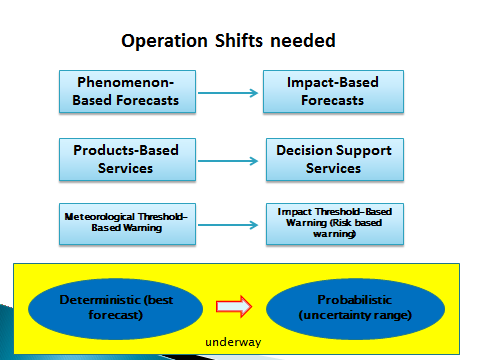 Operation Shifts needed
Phenomenon-
Based Forecasts
Impact-Based
Forecasts
Products-Based
Services
Decision Support
Services
Meteorological Threshold-
Based Warning
Impact Threshold-Based
Warning (Risk based
warning)
Deterministic (best
forecast)
Probabilistic
(uncertainty range)
underway